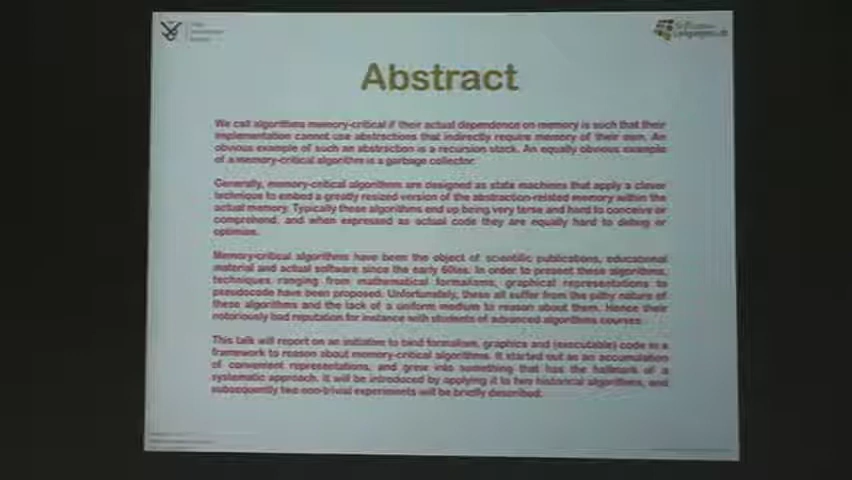 Abstract
We call algorithms memory-critical if their actual dependence on memory is such that their
implementation cannot use abstractions that indirectly require memory of their own. An
obvious example of such an abstraction is a recursion stack. An equally obvious example
of a memory-critical algorithm is a garbage collector.
Generally, memory-critical algorithms are designed as state machines that apply a clever
technique to embed a greatly resized version of the abstraction-related memory within the
actual memory. Typically these algorithms end up being very terse and hard to conceive or
comprehend, and when expressed as actual code they are equally hard to debug or
optimise.
Memory-critical algorithms have been the object of scientific publications, educational
material and actual software since the early 60ies. In order to present these algorithms,
techniques ranging from mathematical formalisms, graphical representations to
pseudocode have been proposed. Unfortunately, these all suffer from the pithy nature of
these algorithms and the lack of a uniform medium to reason about them. Hence their
notoriously bad reputation for instance with students of advanced algorithms courses.
This talk will report on an initiative to bind formalism, graphics and (executable) code in a
framework to reason about memory-critical algorithms. It started out as an accumulation
of convenient representations, and grew into something that has the hallmark of a
systematic approach. It will be introduced by applying it to two historical algorithms, and
subsequently two non-trivial experiments will be briefly described.